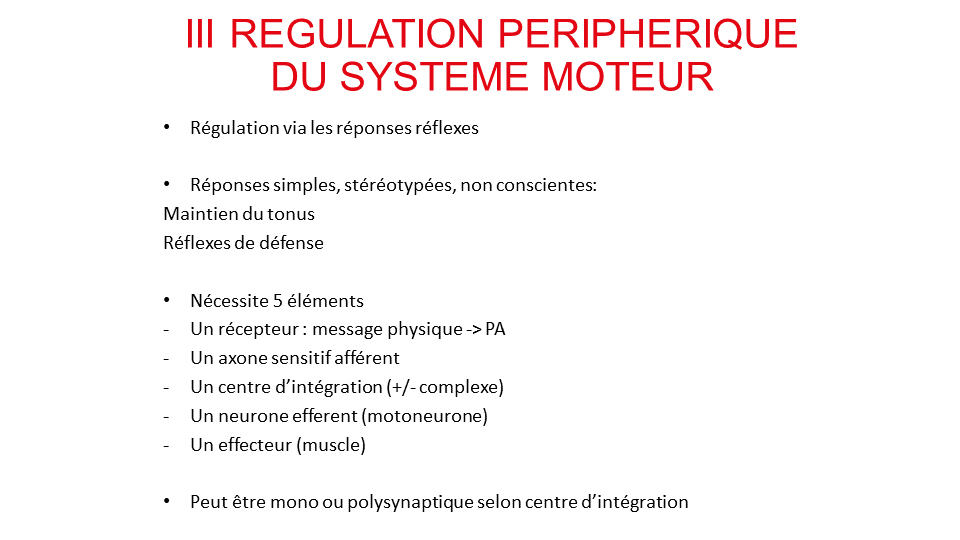 III REGULATION PERIPHERIQUE
DU SYSTEME MOTEUR
• Régulation via les réponses réflexes
• Réponses simples, stéréotypées, non conscientes:
Maintien du tonus
Réflexes de défense
• Nécessite 5 éléments
- Un récepteur : message physique -> PA
- Un axone sensitif afférent
- Un centre d’intégration (+/- complexe)
- Un neurone efferent (motoneurone)
- Un effecteur (muscle)
• Peut être mono ou polysynaptique selon centre d’intégration